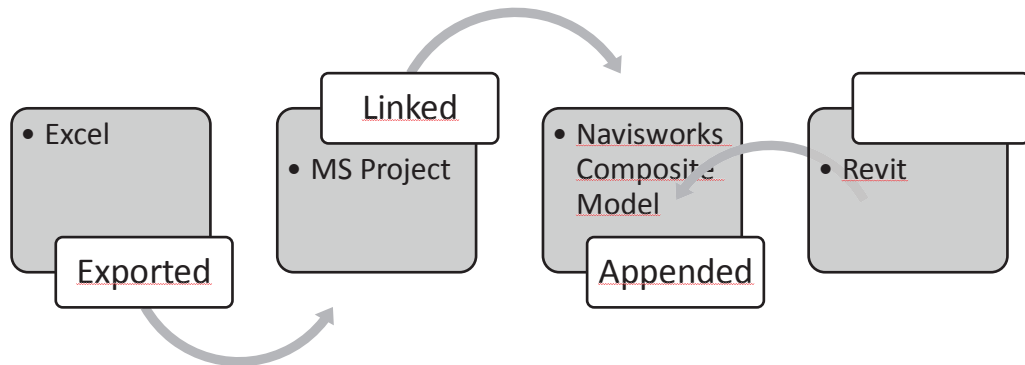 • Excel
Exported
Linked
• MS Project
• Navisworks
Composite
Model
Appended
• Revit